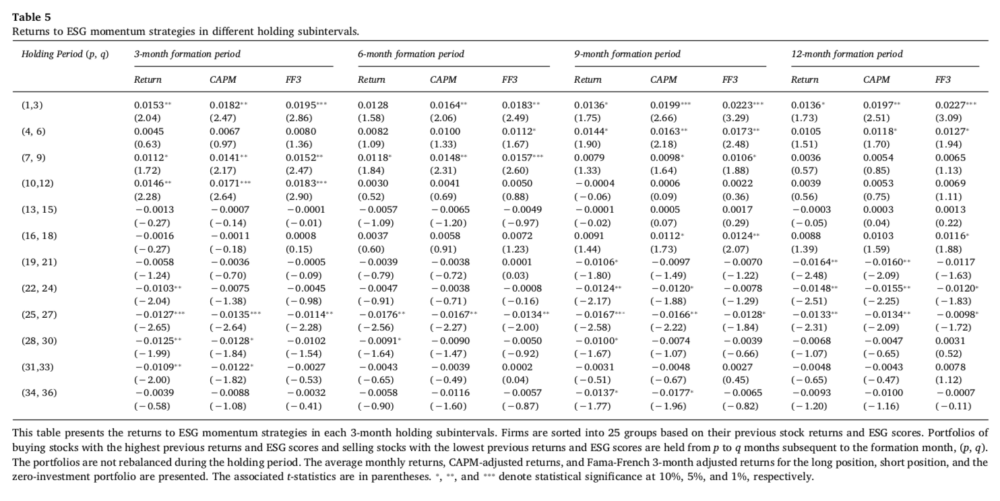 Table 5
Returns to ESG momentum strategies in different holding subintervals.
Holding Period (p, q) 3-month formation period 6-month formation period 9-month formation period 12-month formation period
Return CAPM FF3 Return CAPM FF3 Return CAPM FF3 Return CAPM FF3
(1,3) 0.0153** 0.0182** 0.0195*** 0.0128 0.0164** 0.0183** 0.0136* 0.0199*** 0.0223*** 0.0136* 0.0197** 0.0227***
(2.04) (2.47) (2.86) (1.58) (2.06) (2.49) (1.75) (2.66) (3.29) (1.73) (2.51) (3.09)
(4, 6) 0.0045 0.0067 0.0080 0.0082 0.0100 0.0112* 0.0144* 0.0163** 0.0173** 0.0105 0.0118* 0.0127*
(0.63) (0.97) (1.36) (1.09) (1.33) (1.67) (1.90) (2.18) (2.48) (1.51) (1.70) (1.94)
(7, 9) 0.0112* 0.0141** 0.0152** 0.0118* 0.0148** 0.0157*** 0.0079 0.0098* 0.0106* 0.0036 0.0054 0.0065
(1.72) (2.17) (2.47) (1.84) (2.31) (2.60) (1.33) (1.64) (1.88) (0.57) (0.85) (1.13)
(10,12) 0.0146** 0.0171*** 0.0183*** 0.0030 0.0041 0.0050 −0.0004 0.0006 0.0022 0.0039 0.0053 0.0069
(2.28) (2.64) (2.90) (0.52) (0.69) (0.88) (−0.06) (0.09) (0.36) (0.56) (0.75) (1.11)
(13, 15) −0.0013 −0.0007 −0.0001 −0.0057 −0.0065 −0.0049 −0.0001 0.0005 0.0017 −0.0003 0.0003 0.0013
(−0.27) (−0.14) (−0.01) (−1.09) (−1.20) (−0.97) (−0.02) (0.07) (0.29) (−0.05) (0.04) (0.22)
(16, 18) −0.0016 −0.0011 0.0008 0.0037 0.0058 0.0072 0.0091 0.0112* 0.0124** 0.0088 0.0103 0.0116*
(−0.27) (−0.18) (0.15) (0.60) (0.91) (1.23) (1.44) (1.73) (2.07) (1.39) (1.59) (1.88)
(19, 21) −0.0058 −0.0036 −0.0005 −0.0039 −0.0038 0.0001 −0.0106* −0.0097 −0.0070 −0.0164** −0.0160** −0.0117
(−1.24) (−0.70) (−0.09) (−0.79) (−0.72) (0.03) (−1.80) (−1.49) (−1.22) (−2.48) (−2.09) (−1.63)
(22, 24) −0.0103** −0.0075 −0.0045 −0.0047 −0.0038 −0.0008 −0.0124** −0.0120* −0.0078 −0.0148** −0.0155** −0.0120*
(−2.04) (−1.38) (−0.98) (−0.91) (−0.71) (−0.16) (−2.17) (−1.88) (−1.29) (−2.51) (−2.25) (−1.83)
(25, 27) −0.0127*** −0.0135*** −0.0114** −0.0176** −0.0167** −0.0134** −0.0167*** −0.0166** −0.0128* −0.0133** −0.0134** −0.0098*
(−2.65) (−2.64) (−2.28) (−2.56) (−2.27) (−2.00) (−2.58) (−2.22) (−1.84) (−2.31) (−2.09) (−1.72)
(28, 30) −0.0125** −0.0128* −0.0102 −0.0091* −0.0090 −0.0050 −0.0100* −0.0074 −0.0039 −0.0068 −0.0047 0.0031
(−1.99) (−1.84) (−1.54) (−1.64) (−1.47) (−0.92) (−1.67) (−1.07) (−0.66) (−1.07) (−0.65) (0.52)
(31,33) −0.0109** −0.0122* −0.0027 −0.0043 −0.0039 0.0002 −0.0031 −0.0048 0.0027 −0.0048 −0.0043 0.0078
(−2.00) (−1.82) (−0.53) (−0.65) (−0.49) (0.04) (−0.51) (−0.67) (0.45) (−0.65) (−0.47) (1.12)
(34, 36) −0.0039 −0.0088 −0.0032 −0.0058 −0.0116 −0.0057 −0.0137* −0.0177* −0.0065 −0.0093 −0.0100 −0.0007
(−0.58) (−1.08) (−0.41) (−0.90) (−1.60) (−0.87) (−1.77) (−1.96) (−0.82) (−1.20) (−1.16) (−0.11)
This table presents the returns to ESG momentum strategies in each 3-month holding subintervals. Firms are sorted into 25 groups based on their previous stock returns and ESG scores. Portfolios of
buying stocks with the highest previous returns and ESG scores and selling stocks with the lowest previous returns and ESG scores are held from p to q months subsequent to the formation month, (p, q).
The portfolios are not rebalanced during the holding period. The average monthly returns, CAPM-adjusted returns, and Fama-French 3-month adjusted returns for the long position, short position, and the
zero-investment portfolio are presented. The associated t-statistics are in parentheses. *, **, and *** denote statistical significance at 10%, 5%, and 1%, respectively.